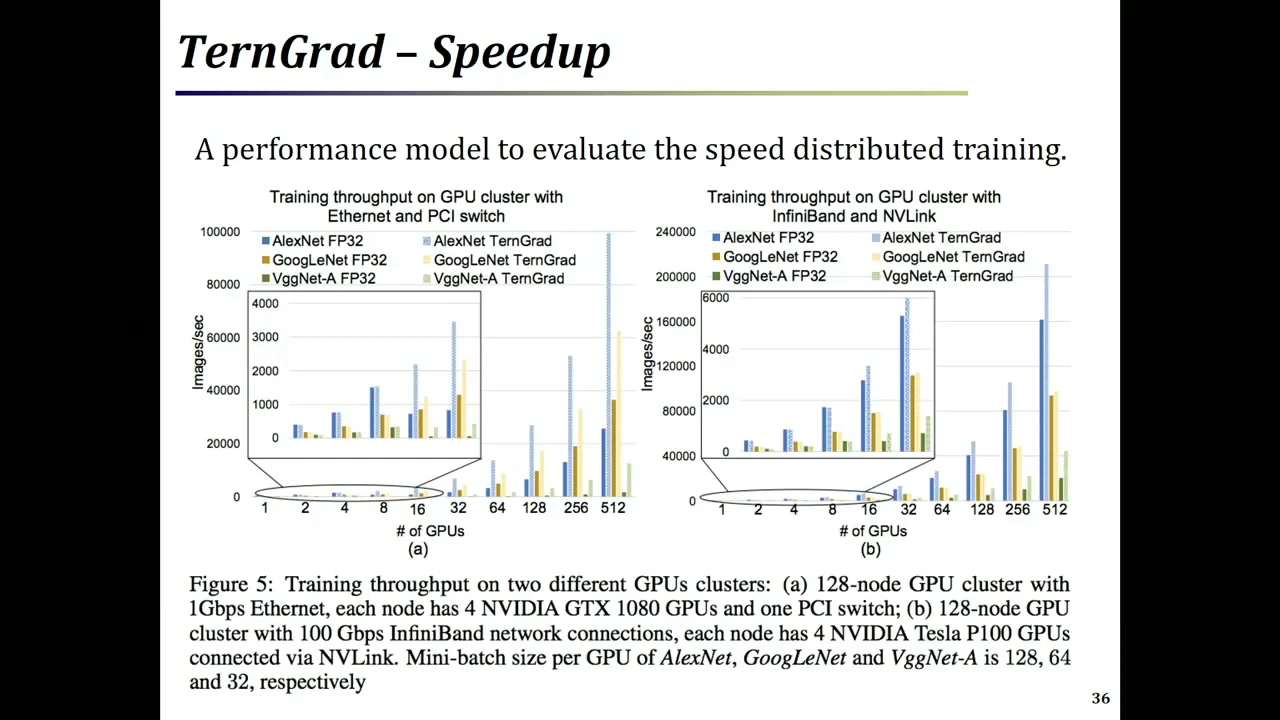 TernGrad – Speedup
A performance model to evaluate the speed distributed training.
Training throughput on GPU cluster with
Ethernet and PCI switch
100000
80000
60000
40000
20000
0
Images/sec
AlexNet FP32
AlexNet TernGrad
GoogLeNet FP32
GoogLeNet TernGrad
VggNet-A FP32
VggNet-A TernGrad
4000
3000
2000
1000
0
1 2 4 8 16 32 64 128 256 512
# of GPUs
(a)
Training throughput on GPU cluster with
InfiniBand and NVLink
240000
200000
160000
120000
80000
40000
0
Images/sec
AlexNet FP32
AlexNet TernGrad
GoogLeNet FP32
GoogLeNet TernGrad
VggNet-A FP32
VggNet-A TernGrad
6000
4000
2000
0
1 2 4 8 16 32 64 128 256 512
# of GPUs
(b)
Figure 5: Training throughput on two different GPUs clusters: (a) 128-node GPU cluster with
1Gbps Ethernet, each node has 4 NVIDIA GTX 1080 GPUs and one PCI switch; (b) 128-node GPU
cluster with 100 Gbps InfiniBand network connections, each node has 4 NVIDIA Tesla P100 GPUs
connected via NVLink. Mini-batch size per GPU of AlexNet, GoogLeNet and VggNet-A is 128, 64
and 32, respectively
36